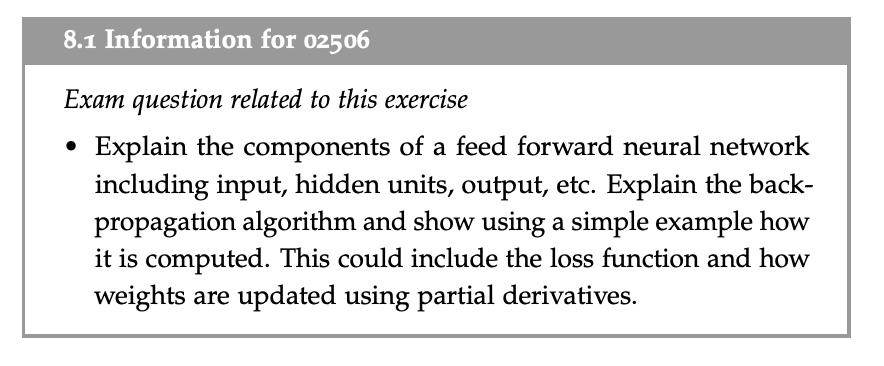 8.1 Information for 02506
Exam question related to this exercise
• Explain the components of a feed forward neural network
including input, hidden units, output, etc. Explain the back-
propagation algorithm and show using a simple example how
it is computed. This could include the loss function and how
weights are updated using partial derivatives.